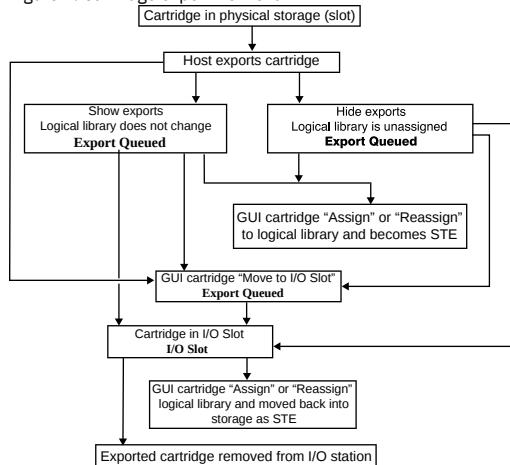 Cartridge in physical storage (slot)
Host exports cartridge
Show exports
Logical library does not change
Export Queued
Hide exports
Logical library is unassigned
Export Queued
GUI cartridge “Assign” or “Reassign”
to logical library and becomes STE
GUI cartridge “Move to I/O Slot”
Export Queued
Cartridge in I/O Slot
I/O Slot
GUI cartridge “Assign” or “Reassign”
logical library and moved back into
storage as STE
Exported cartridge removed from I/O station